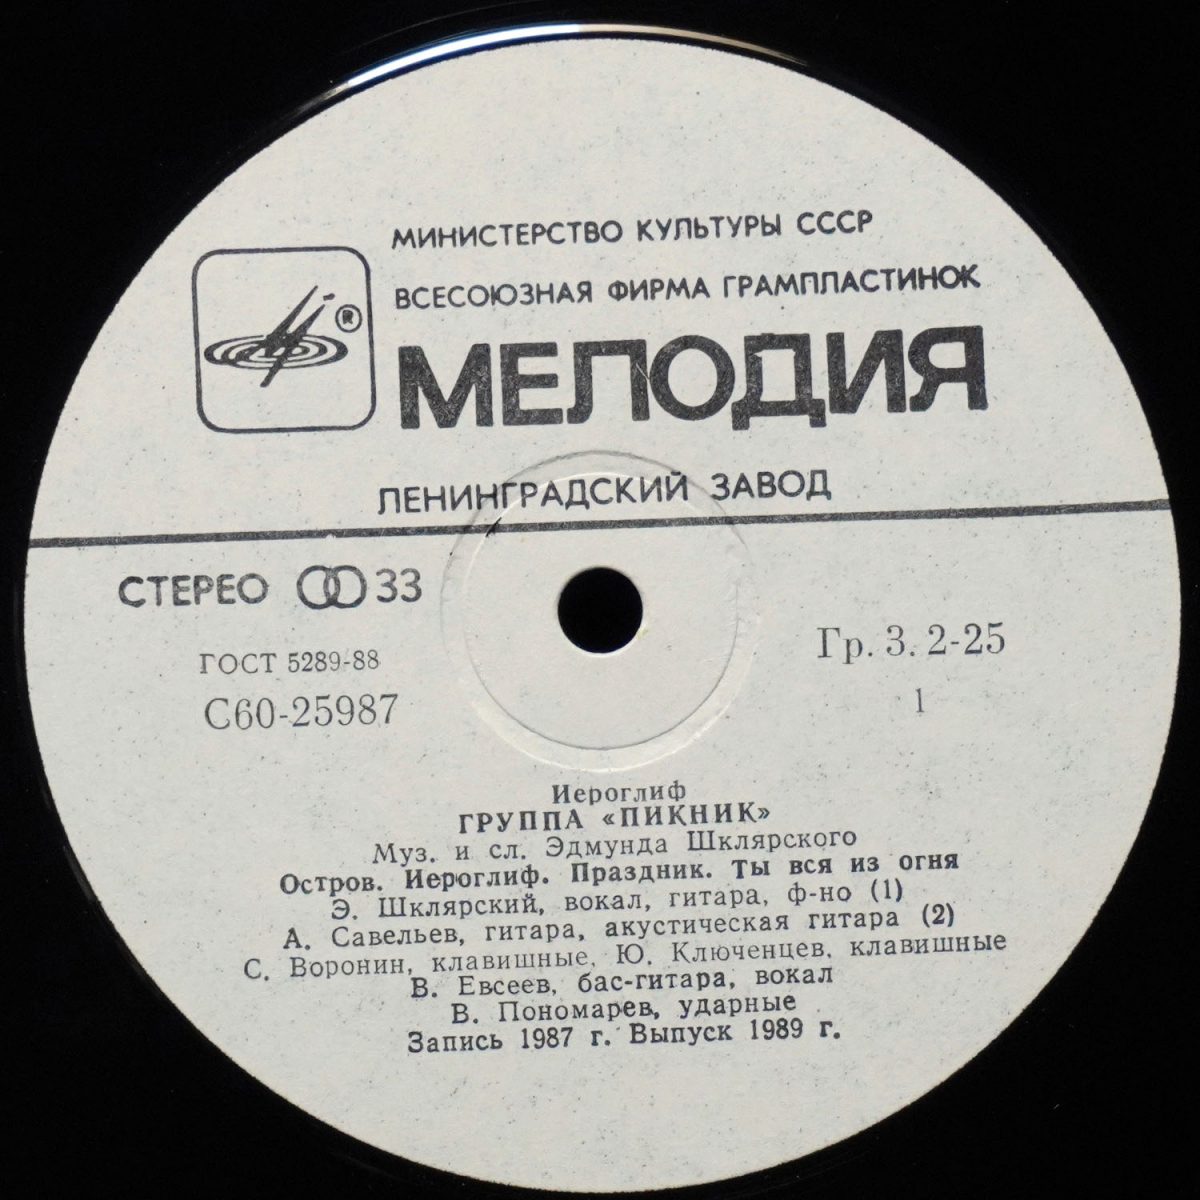 МИНИСТЕРСТВО КУЛЬТУРЫ СССР
ВСЕСОЮЗНАЯ ФИРМА ГРАМПЛАСТИНОК
®
МЕЛОДИЯ
ЛЕНИНГРАДСКИЙ ЗАВОД
СТЕРЕО 33
ГОСТ 5289-88
С60-25987
Гр. 3. 2-25
1
Иероглиф
ГРУППА «ПИКНИК»
Муз. и сл. Эдмунда Шклярского
Остров. Иероглиф. Праздник. Ты вся из огня
Э. Шклярский, вокал, гитара, ф-но (1)
А. Савельев, гитара, акустическая гитара (2)
С. Воронин, клавишные, Ю. Ключенцев, клавишные
В. Евсеев, бас-гитара, вокал
В. Пономарев, ударные
Запись 1987 г. Выпуск 1989 г.